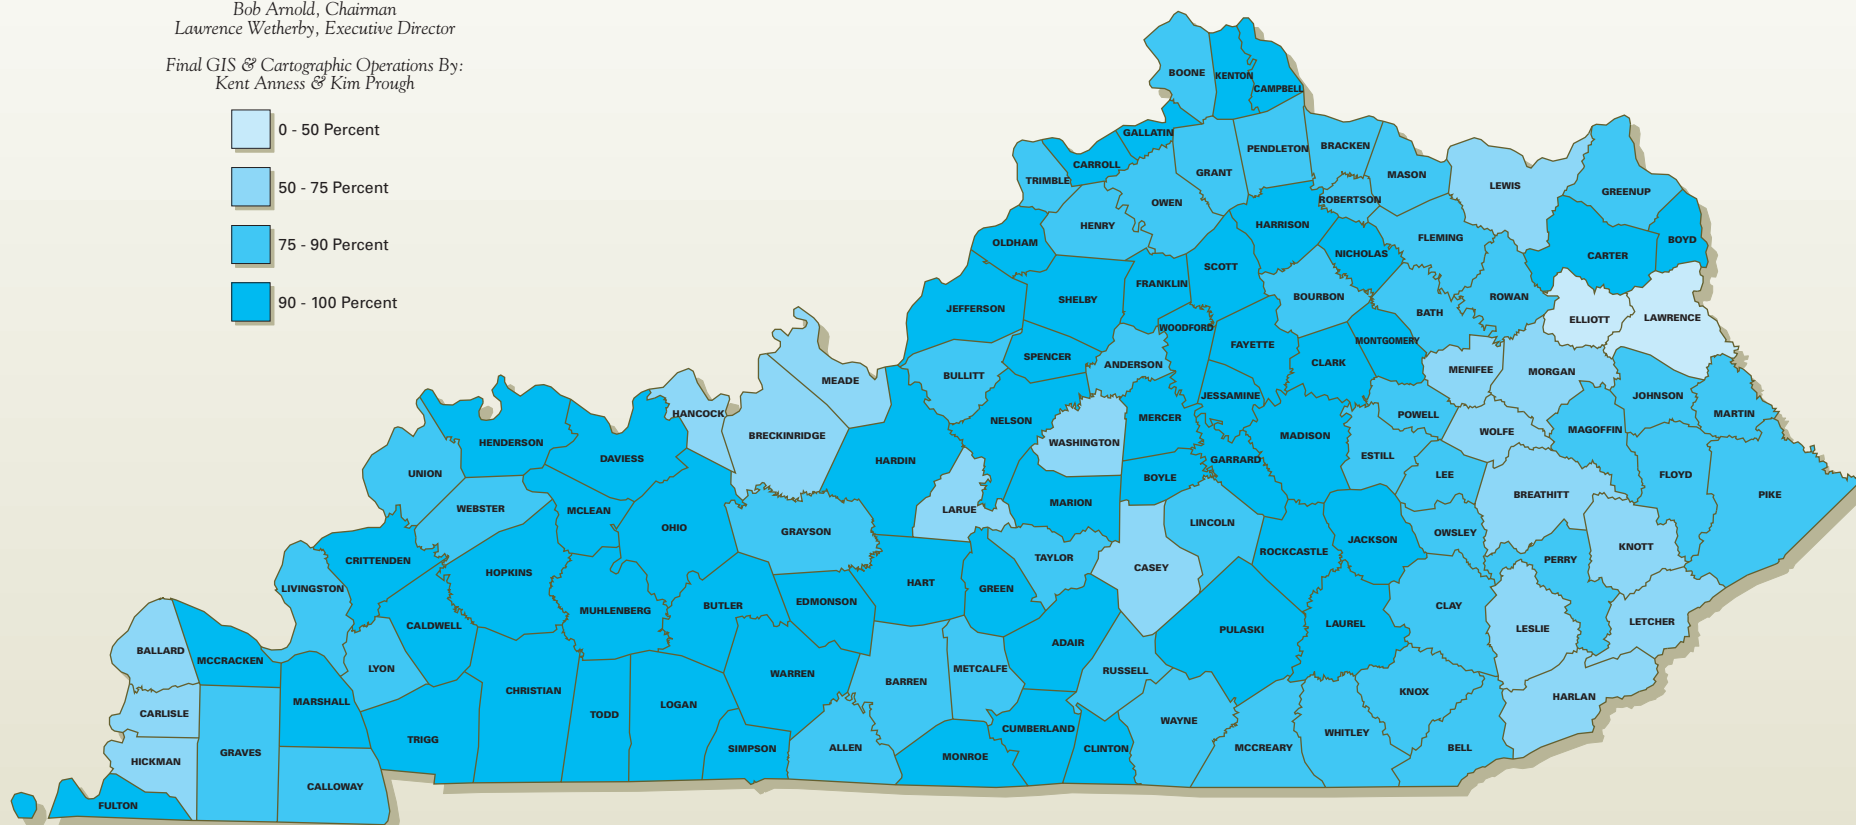 Bob Arnold, Chairman
Lawrence Wetherby, Executive Director
Final GIS & Cartographic Operations By:
Kent Anness & Kim Prough
0 - 50 Percent
50 - 75 Percent
75 - 90 Percent
90 - 100 Percent
BOONE
KENTON
CAMPBELL
GALLATIN
CARROLL
TRIMBLE
GRANT
PENDLETON
BRACKEN
MASON
LEWIS
GREENUP
OWEN
HENRY
ROBERTSON
HARRISON
OLDHAM
NICHOLAS
FLEMING
CARTER
BOYD
SCOTT
FRANKLIN
SHELBY
JEFFERSON
BOURBON
ROWAN
BATH
ELLIOTT
LAWRENCE
WOODFORD
FAYETTE
MONTGOMERY
SPENCER
ANDERSON
CLARK
MENIFEE
MORGAN
BULLITT
MEADE
JESSAMINE
JOHNSON
MARTIN
HANCOCK
NELSON
MERCER
POWELL
WOLFE
MAGOFFIN
BRECKINRIDGE
WASHINGTON
MADISON
HENDERSON
DAVIESS
HARDIN
GARRARD
ESTILL
LEE
FLOYD
UNION
BOYLE
BREATHITT
PIKE
WEBSTER
MCLEAN
LARUE
MARION
LINCOLN
OHIO
GRAYSON
OWSLEY
KNOTT
JACKSON
ROCKCASTLE
PERRY
CRITTENDEN
TAYLOR
CASEY
HOPKINS
LIVINGSTON
HART
GREEN
EDMONSON
BUTLER
MUHLENBERG
CLAY
CALDWELL
LETCHER
LAUREL
LESLIE
PULASKI
ADAIR
BALLARD
MCCRACKEN
LYON
METCALFE
RUSSELL
WARREN
BARREN
CHRISTIAN
KNOX
HARLAN
MARSHALL
LOGAN
CARLISLE
TODD
WAYNE
CUMBERLAND
WHITLEY
TRIGG
SIMPSON
ALLEN
CLINTON
MCCREARY
BELL
GRAVES
MONROE
HICKMAN
CALLOWAY
FULTON